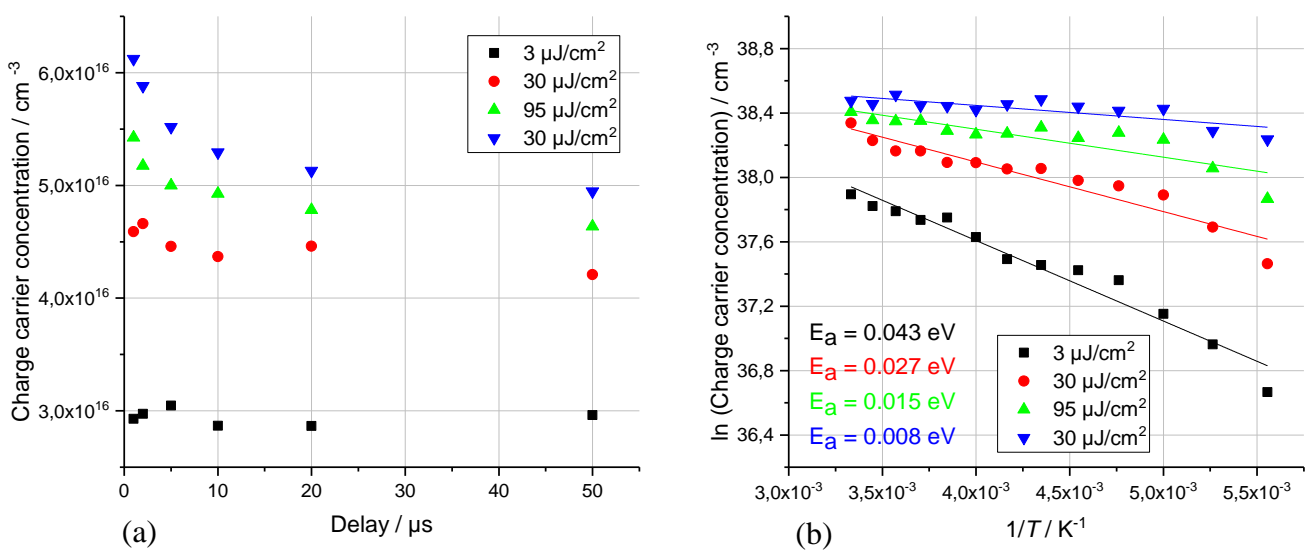 Charge carrier concentration / cm-3
6,0x10^16
5,0x10^16
4,0x10^16
3,0x10^16
3 µJ/cm²
30 µJ/cm²
95 µJ/cm²
30 µJ/cm²
0 10 20 30 40 50
Delay / µs
(a)
ln (Charge carrier concentration) / cm-3
38,8
38,4
38,0
37,6
37,2
36,8
36,4
Ea = 0.043 eV
Ea = 0.027 eV
Ea = 0.015 eV
Ea = 0.008 eV
3 µJ/cm²
30 µJ/cm²
95 µJ/cm²
30 µJ/cm²
3,0x10^-3 3,5x10^-3 4,0x10^-3 4,5x10^-3 5,0x10^-3 5,5x10^-3
1/T / K-1
(b)